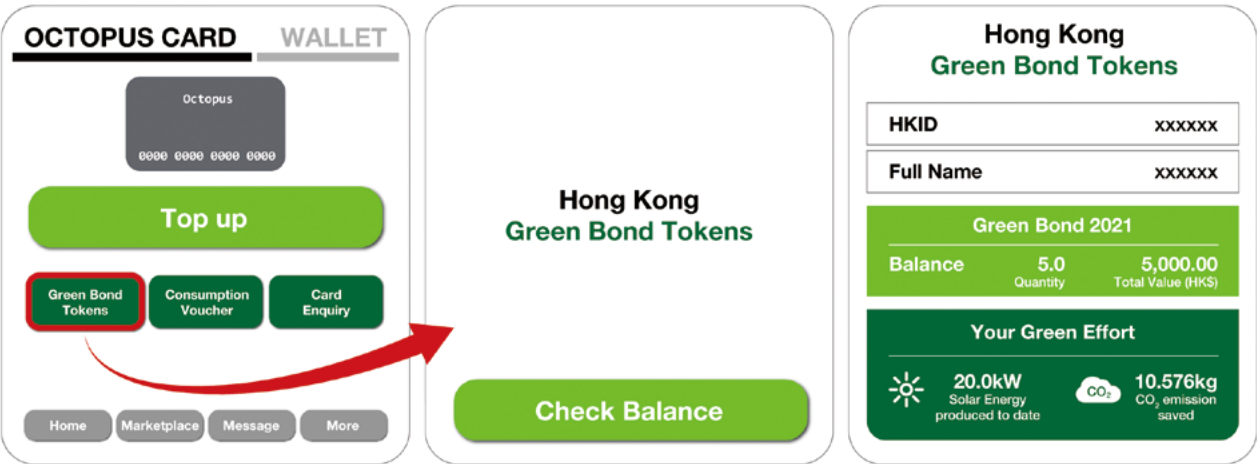 OCTOPUS CARD
WALLET
Octopus
0000 0000 0000 0000
Top up
Green Bond
Tokens
Consumption
Voucher
Card
Enquiry
Home
Marketplace
Message
More
Hong Kong
Green Bond Tokens
Check Balance
Hong Kong
Green Bond Tokens
HKID
xxxxxx
Full Name
xxxxxx
Green Bond 2021
Balance
5.0
Quantity
5,000.00
Total Value (HK$)
Your Green Effort
20.0kW
Solar Energy
produced to date
CO₂
10.576kg
CO₂ emission
saved